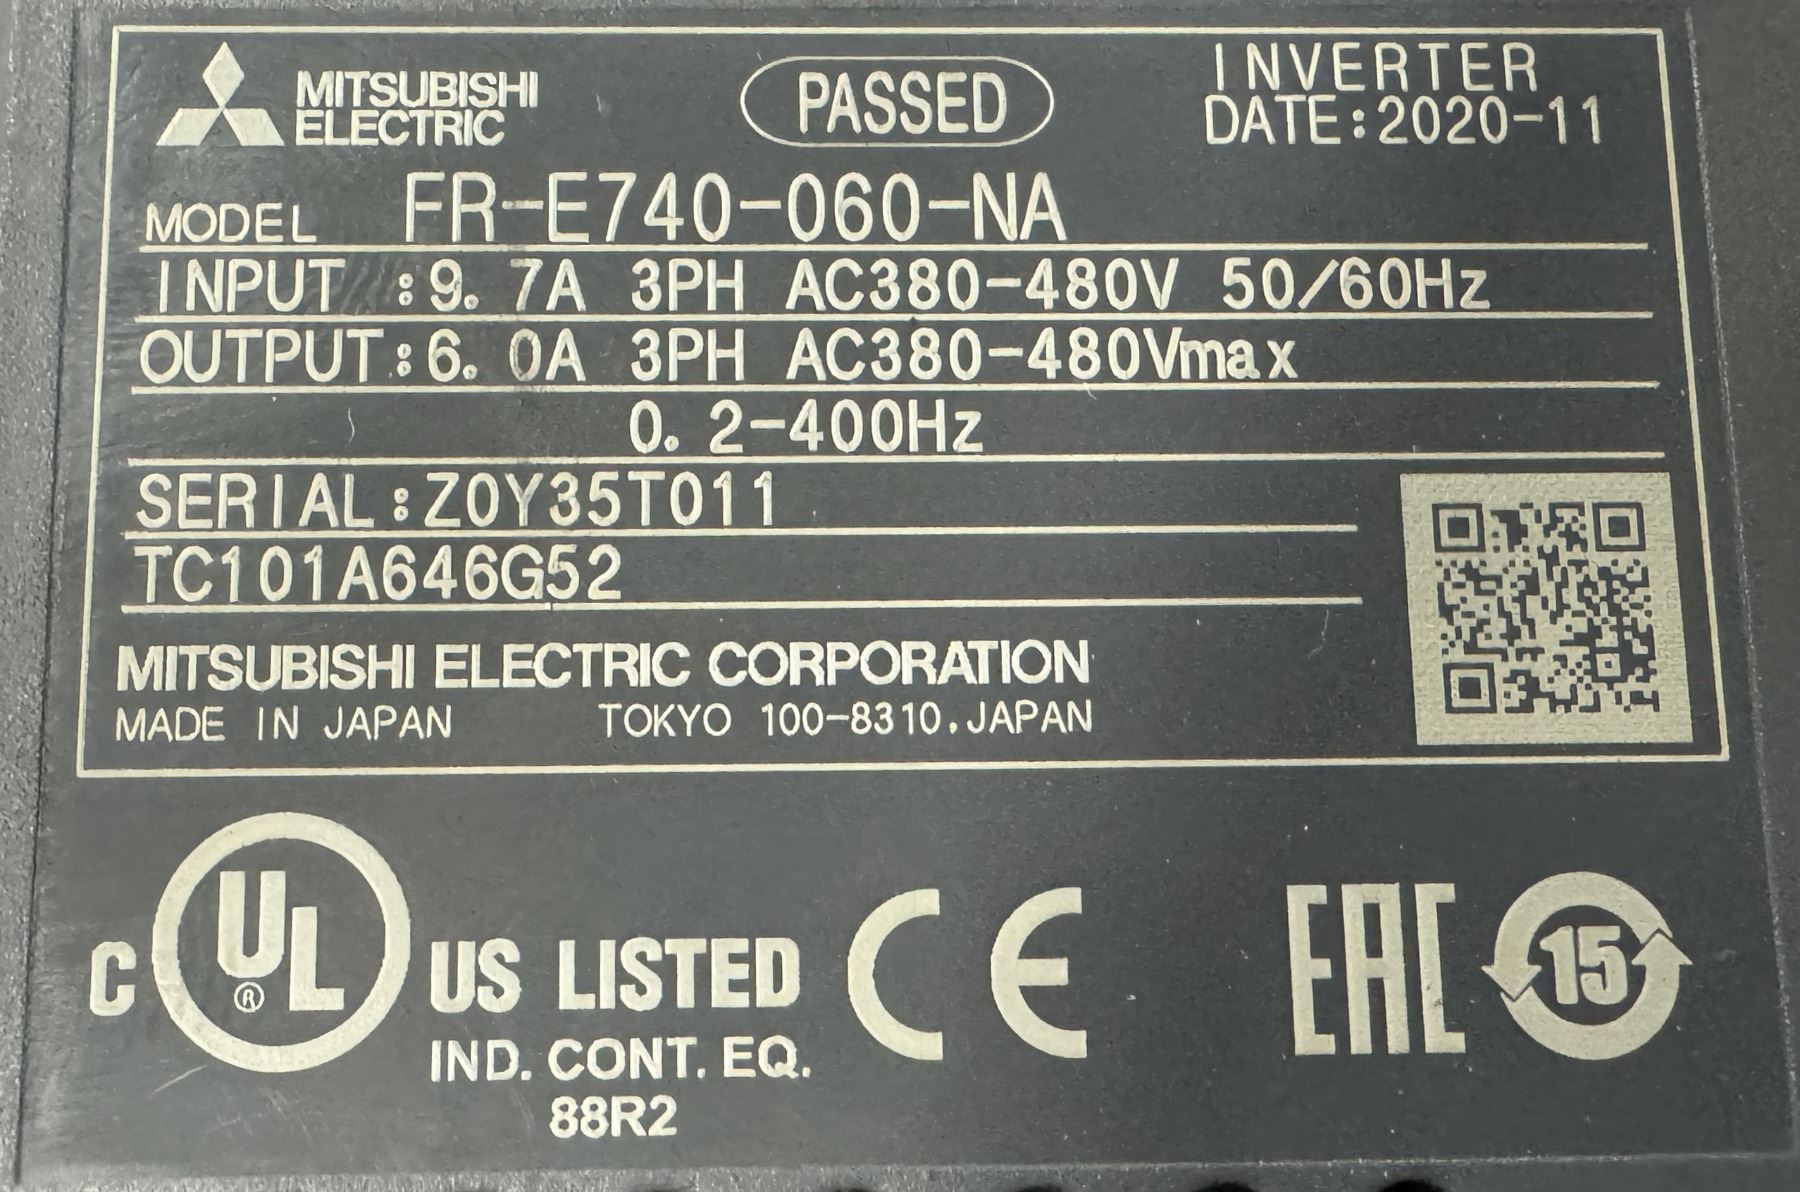 MITSUBISHI
ELECTRIC
PASSED
INVERTER
DATE:2020-11
MODEL FR-E740-060-NA
INPUT :9.7A 3PH AC380-480V 50/60Hz
OUTPUT:6.0A 3PH AC380-480Vmax
0.2-400Hz
SERIAL:Z0Y35T011
TC101A646G52
MITSUBISHI ELECTRIC CORPORATION
MADE IN JAPAN TOKYO 100-8310,JAPAN
C UL ® US LISTED
IND. CONT. EQ.
88R2
CE
EAC
15